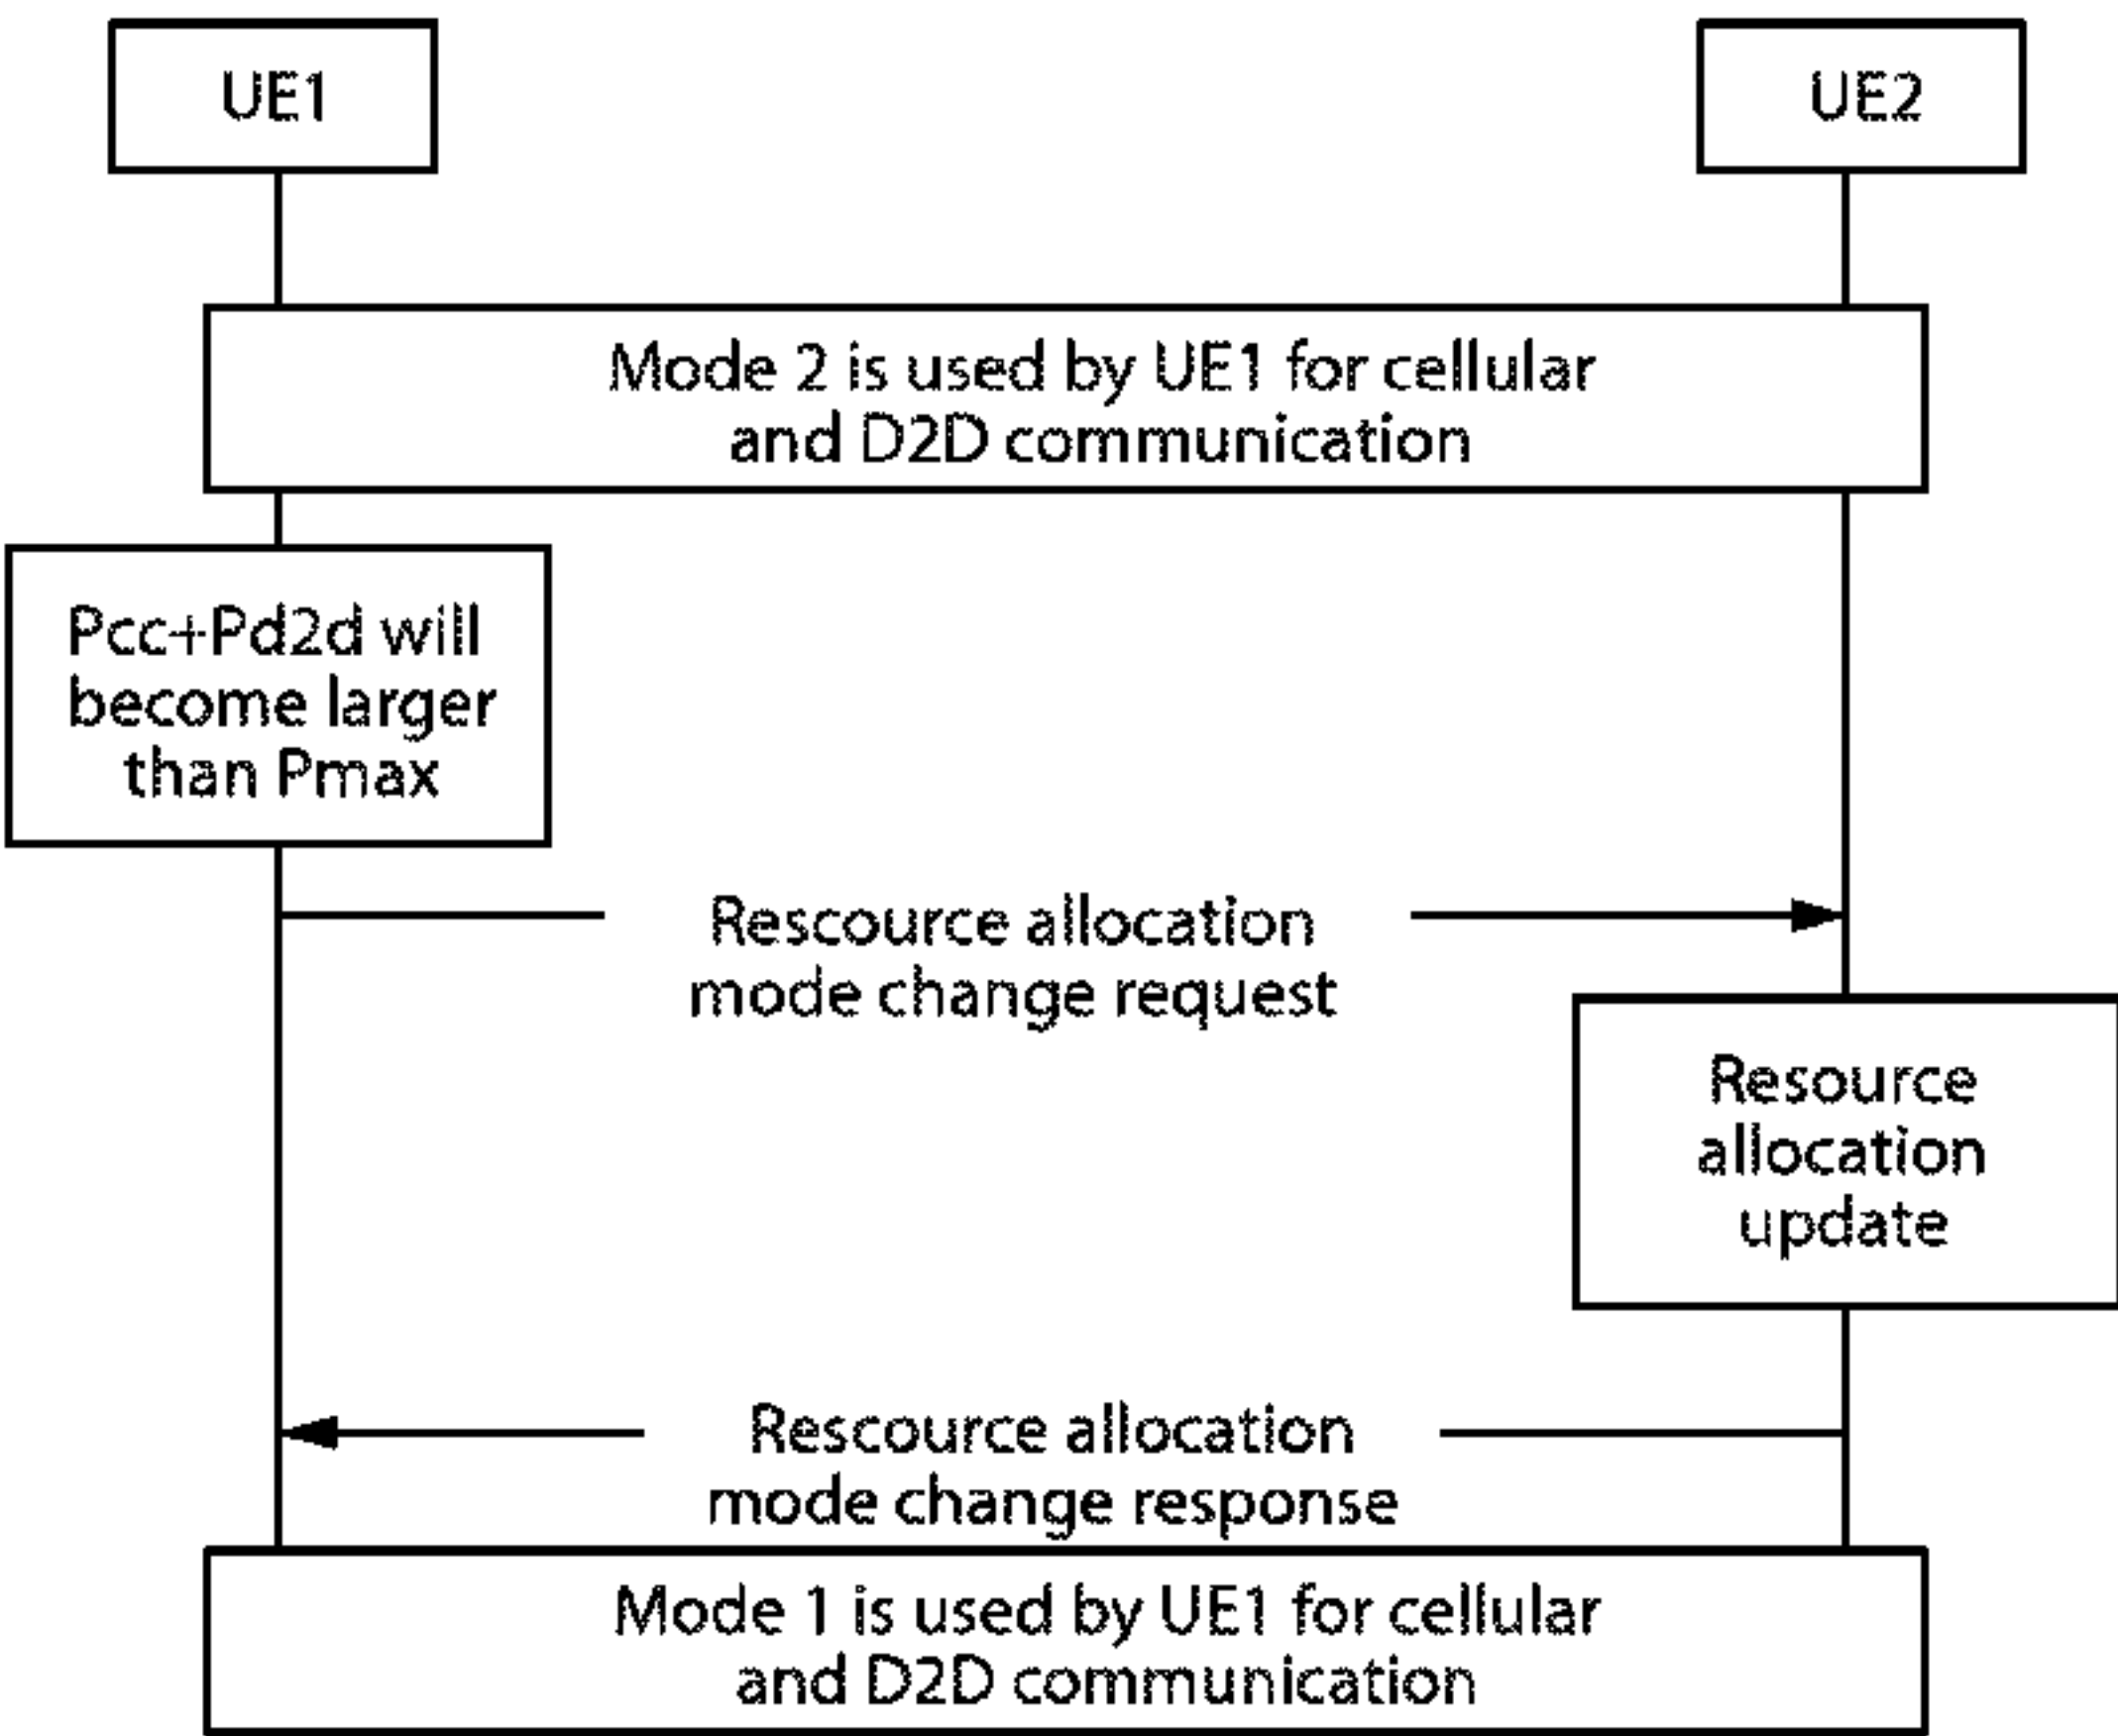 UE1
UE2
Mode 2 is used by UE1 for cellular
and D2D communication
Pcc+Pd2d will
become larger
than Pmax
Rescource allocation
mode change request
Resource
allocation
update
Rescource allocation
mode change response
Mode 1 is used by UE1 for cellular
and D2D communication